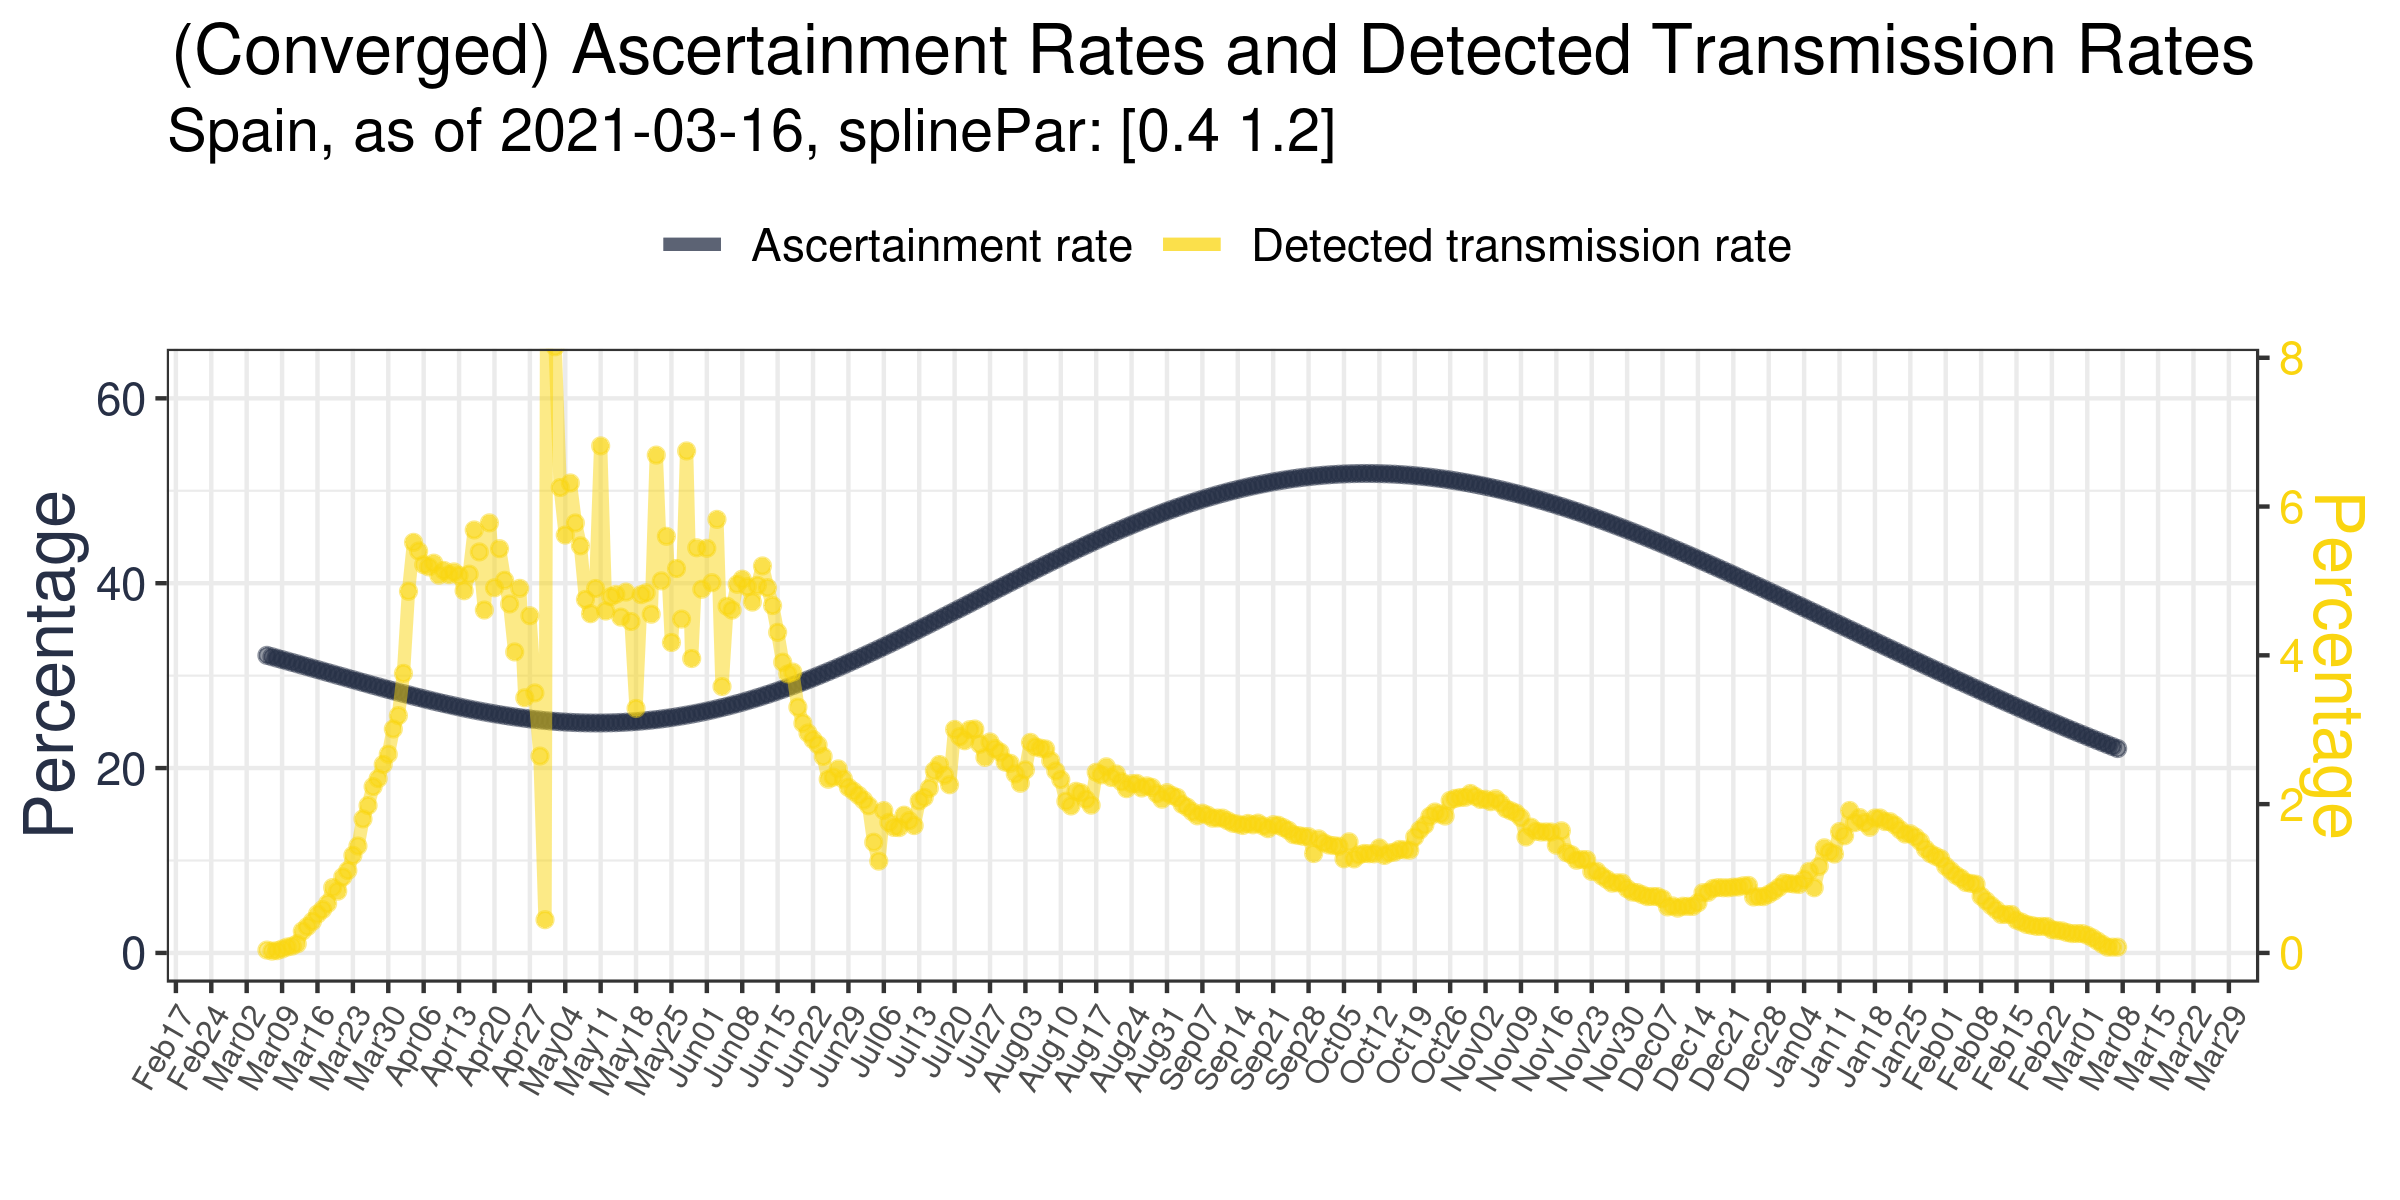 (Converged) Ascertainment Rates and Detected Transmission Rates
Spain, as of 2021-03-16, splinePar: [0.4 1.2]
Ascertainment rate
Detected transmission rate
Percentage
60
40
20
0
8
6
4
2
0
Percentage
Feb17
Feb24
Mar02
Mar09
Mar16
Mar23
Mar30
Apr06
Apr13
Apr20
Apr27
May04
May11
May18
May25
Jun01
Jun08
Jun15
Jun22
Jun29
Jul06
Jul13
Jul20
Jul27
Aug03
Aug10
Aug17
Aug24
Aug31
Sep07
Sep14
Sep21
Sep28
Oct05
Oct12
Oct19
Oct26
Nov02
Nov09
Nov16
Nov23
Nov30
Dec07
Dec14
Dec21
Dec28
Jan04
Jan11
Jan18
Jan25
Feb01
Feb08
Feb15
Feb22
Mar01
Mar08
Mar15
Mar22
Mar29